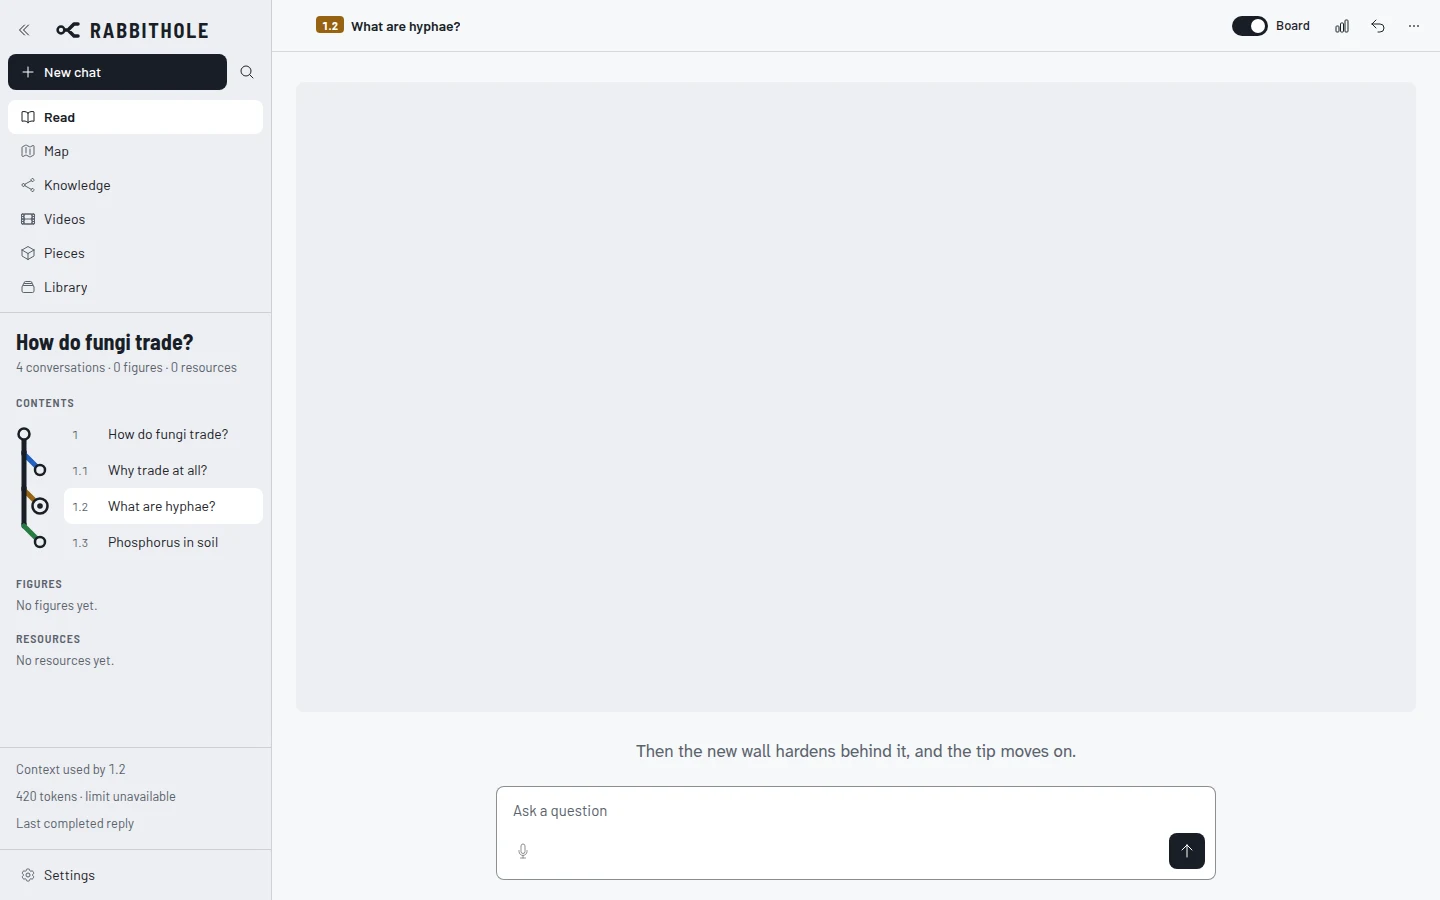 RABBITHOLE
New chat
Read
Map
Knowledge
Videos
Pieces
Library
How do fungi trade?
4 conversations · 0 figures · 0 resources
CONTENTS
1 How do fungi trade?
1.1 Why trade at all?
1.2 What are hyphae?
1.3 Phosphorus in soil
FIGURES
No figures yet.
RESOURCES
No resources yet.
Context used by 1.2
420 tokens · limit unavailable
Last completed reply
Settings
1.2 What are hyphae?
Board
Then the new wall hardens behind it, and the tip moves on.
Ask a question